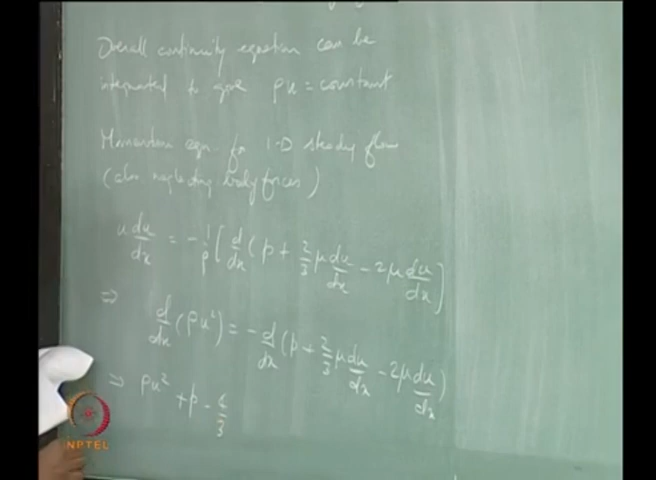 Overall continuity equation can be
integrated to give ρu = constant
Momentum eqn. for 1-D steady flow
(also neglecting body forces)
u du/dx = - 1/ρ [ d/dx ( p + 2/3 μ du/dx - 2μ du/dx ]
⇒ d/dx (ρu²) = - d/dx (p + 2/3 μ du/dx - 2μ du/dx)
⇒ ρu² + p - 4/3
NPTEL